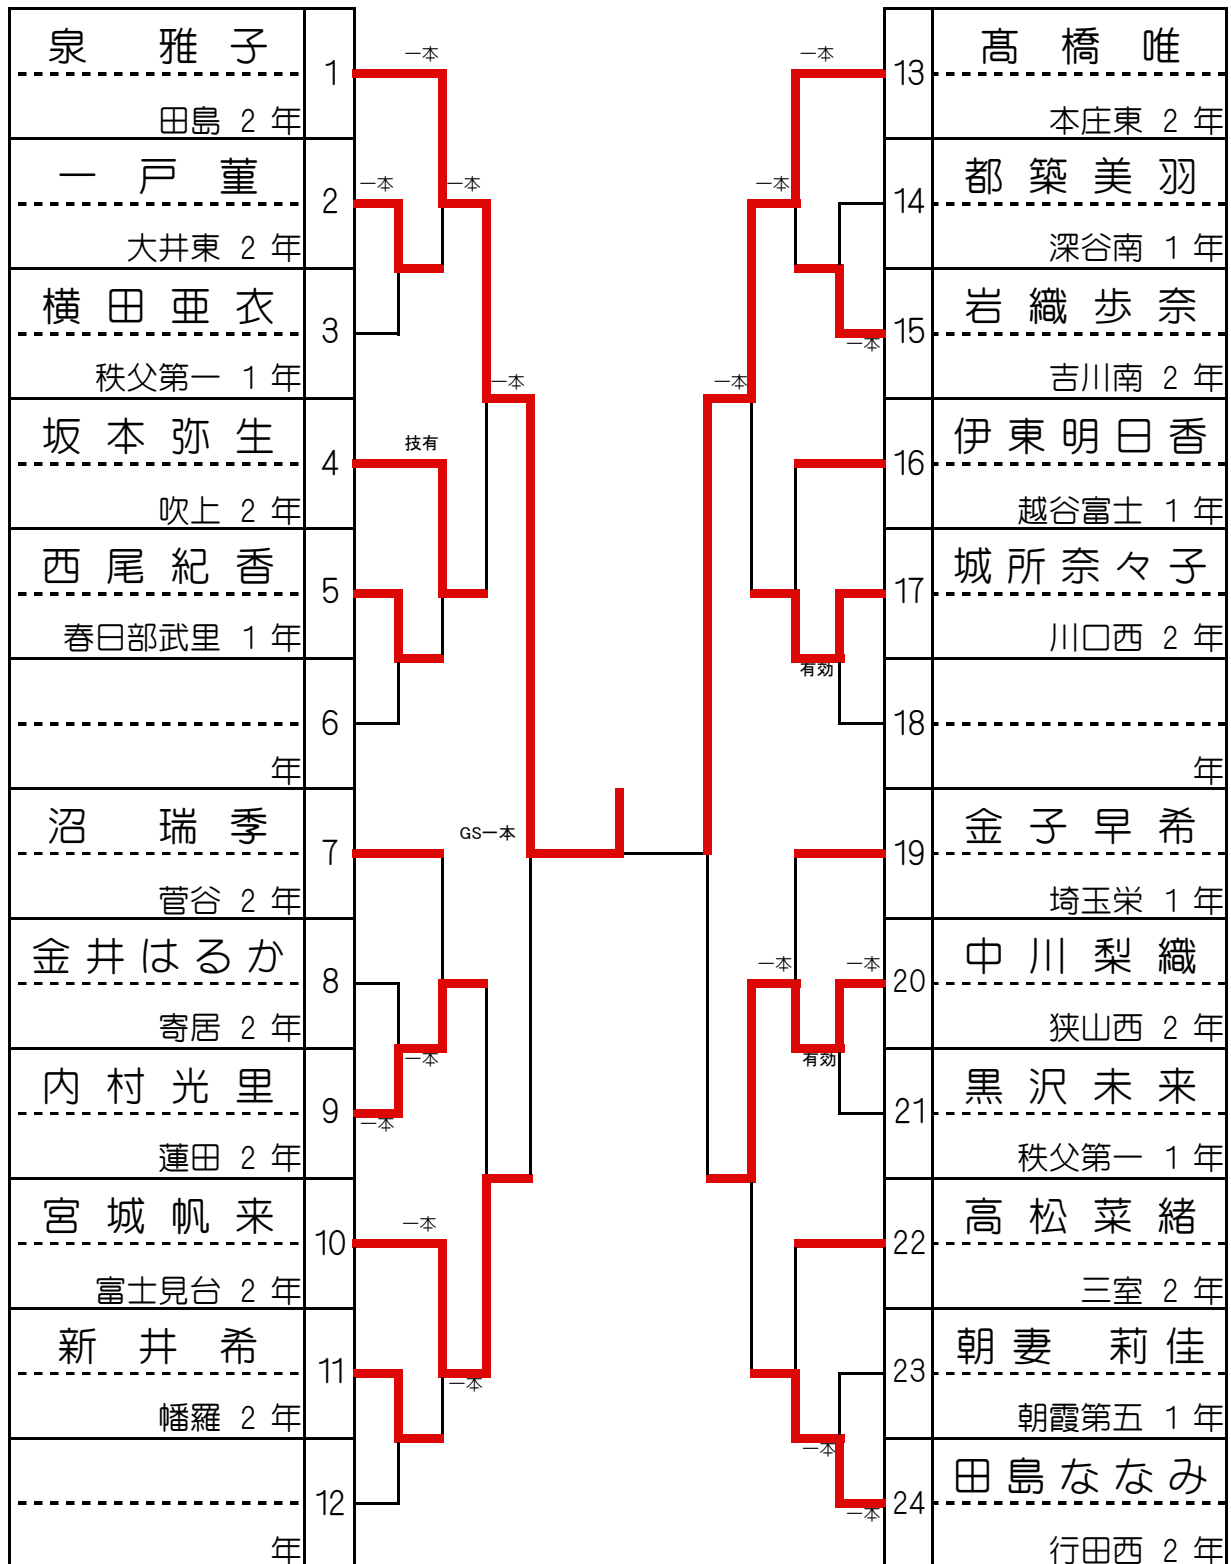 泉 雅子
1
田島 2 年
一戸菫
2
大井東 2 年
横田亜衣
3
秩父第一 1 年
坂本弥生
4
吹上 2 年
西尾紀香
5
春日部武里 1 年
6
年
沼 瑞季
7
菅谷 2 年
金井はるか
8
寄居 2 年
内村光里
9
蓮田 2 年
宮城帆来
10
富士見台 2 年
新井希
11
幡羅 2 年
12
年
一本
一本
一本
一本
技有
GS一本
一本
一本
一本
一本
一本
一本
一本
一本
有効
一本
一本
有効
一本
一本
髙橋唯
13
本庄東 2 年
都築美羽
14
深谷南 1 年
岩織歩奈
15
吉川南 2 年
伊東明日香
16
越谷富士 1 年
城所奈々子
17
川口西 2 年
18
年
金子早希
19
埼玉栄 1 年
中川梨織
20
狭山西 2 年
黒沢未来
21
秩父第一 1 年
高松菜緒
22
三室 2 年
朝妻 莉佳
23
朝霞第五 1 年
田島ななみ
24
行田西 2 年